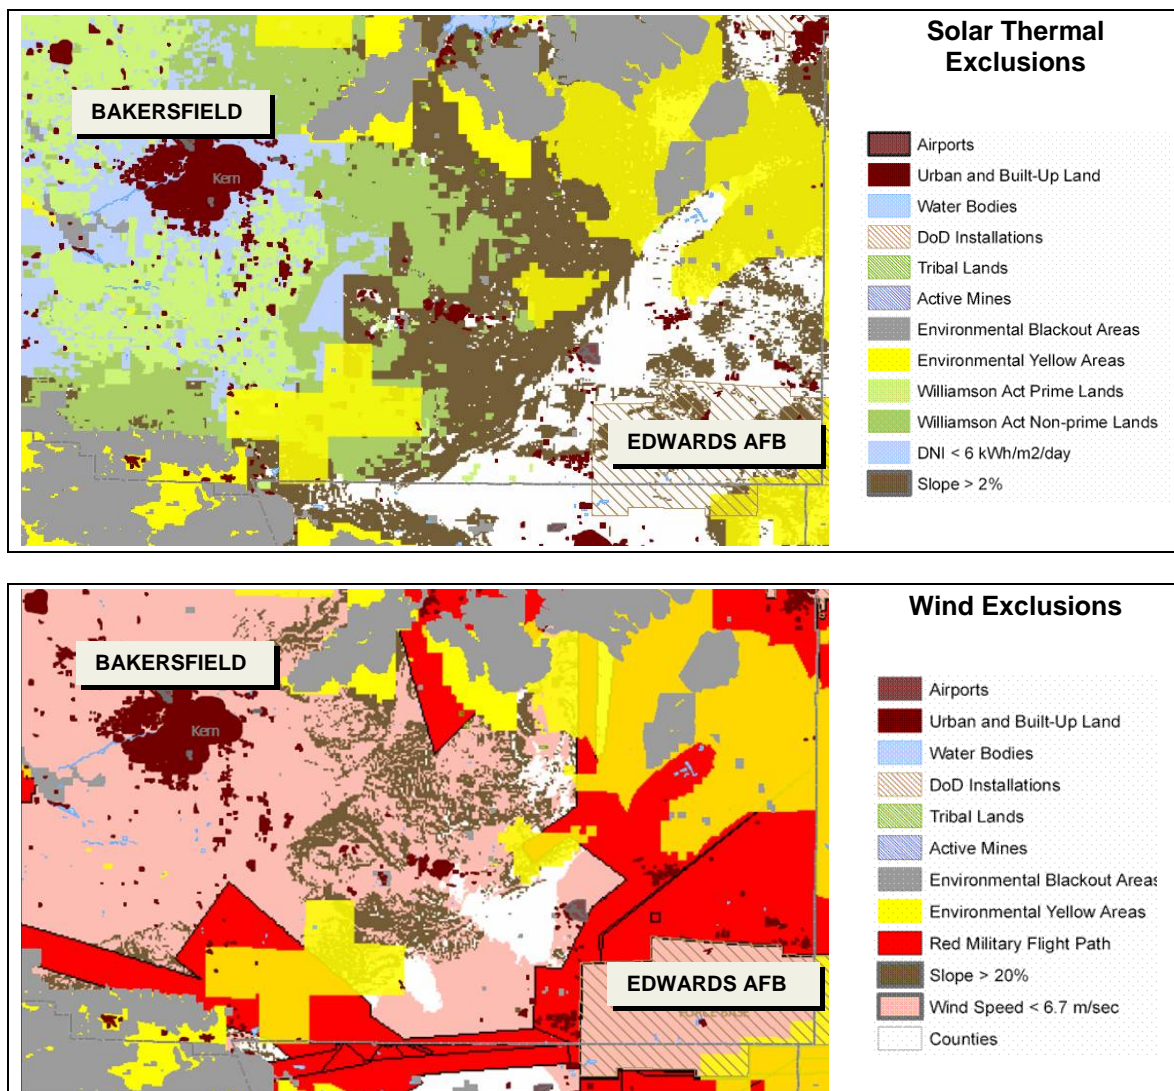 Solar Thermal
Exclusions
BAKERSFIELD
Kern
EDWARDS AFB
Airports
Urban and Built-Up Land
Water Bodies
DoD Installations
Tribal Lands
Active Mines
Environmental Blackout Areas
Environmental Yellow Areas
Williamson Act Prime Lands
Williamson Act Non-prime Lands
DNI < 6 kWh/m2/day
Slope > 2%
Wind Exclusions
BAKERSFIELD
Kern
EDWARDS AFB
Airports
Urban and Built-Up Land
Water Bodies
DoD Installations
Tribal Lands
Active Mines
Environmental Blackout Areas
Environmental Yellow Areas
Red Military Flight Path
Slope > 20%
Wind Speed < 6.7 m/sec
Counties